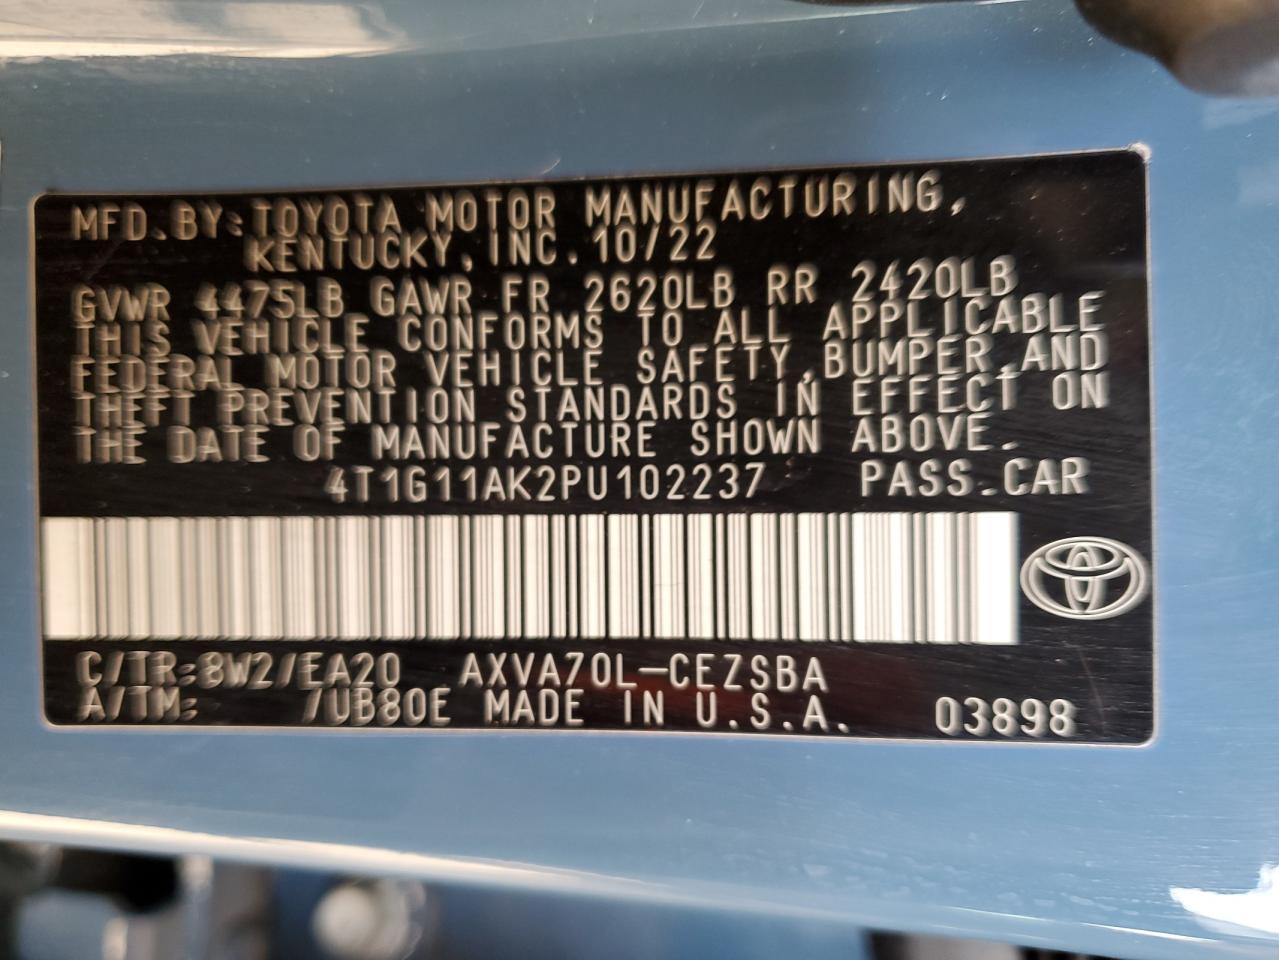 MFD.BY:TOYOTA MOTOR MANUFACTURING,
KENTUCKY,INC.10/22
GVWR 4475LB GAWR FR 2620LB RR 2420LB
THIS VEHICLE CONFORMS TO ALL APPLICABLE
FEDERAL MOTOR VEHICLE SAFETY,BUMPER,AND
THEFT PREVENTION STANDARDS IN EFFECT ON
THE DATE OF MANUFACTURE SHOWN ABOVE.
4T1G11AK2PU102237 PASS.CAR
C/TR:8W2/EA20 AXVA70L-CEZSBA
A/TM: /UB80E MADE IN U.S.A. 03898